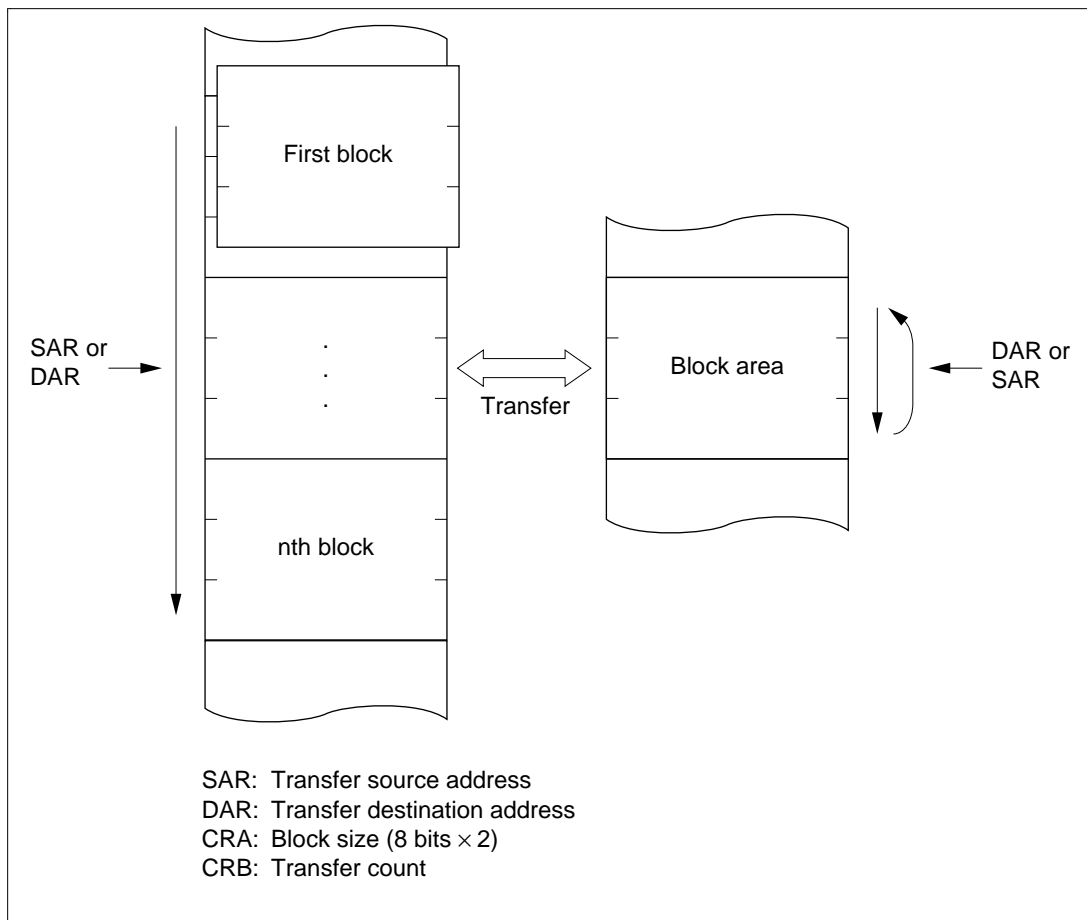 First block
SAR or
DAR
.
.
.
Transfer
Block area
DAR or
SAR
nth block
SAR: Transfer source address
DAR: Transfer destination address
CRA: Block size (8 bits × 2)
CRB: Transfer count